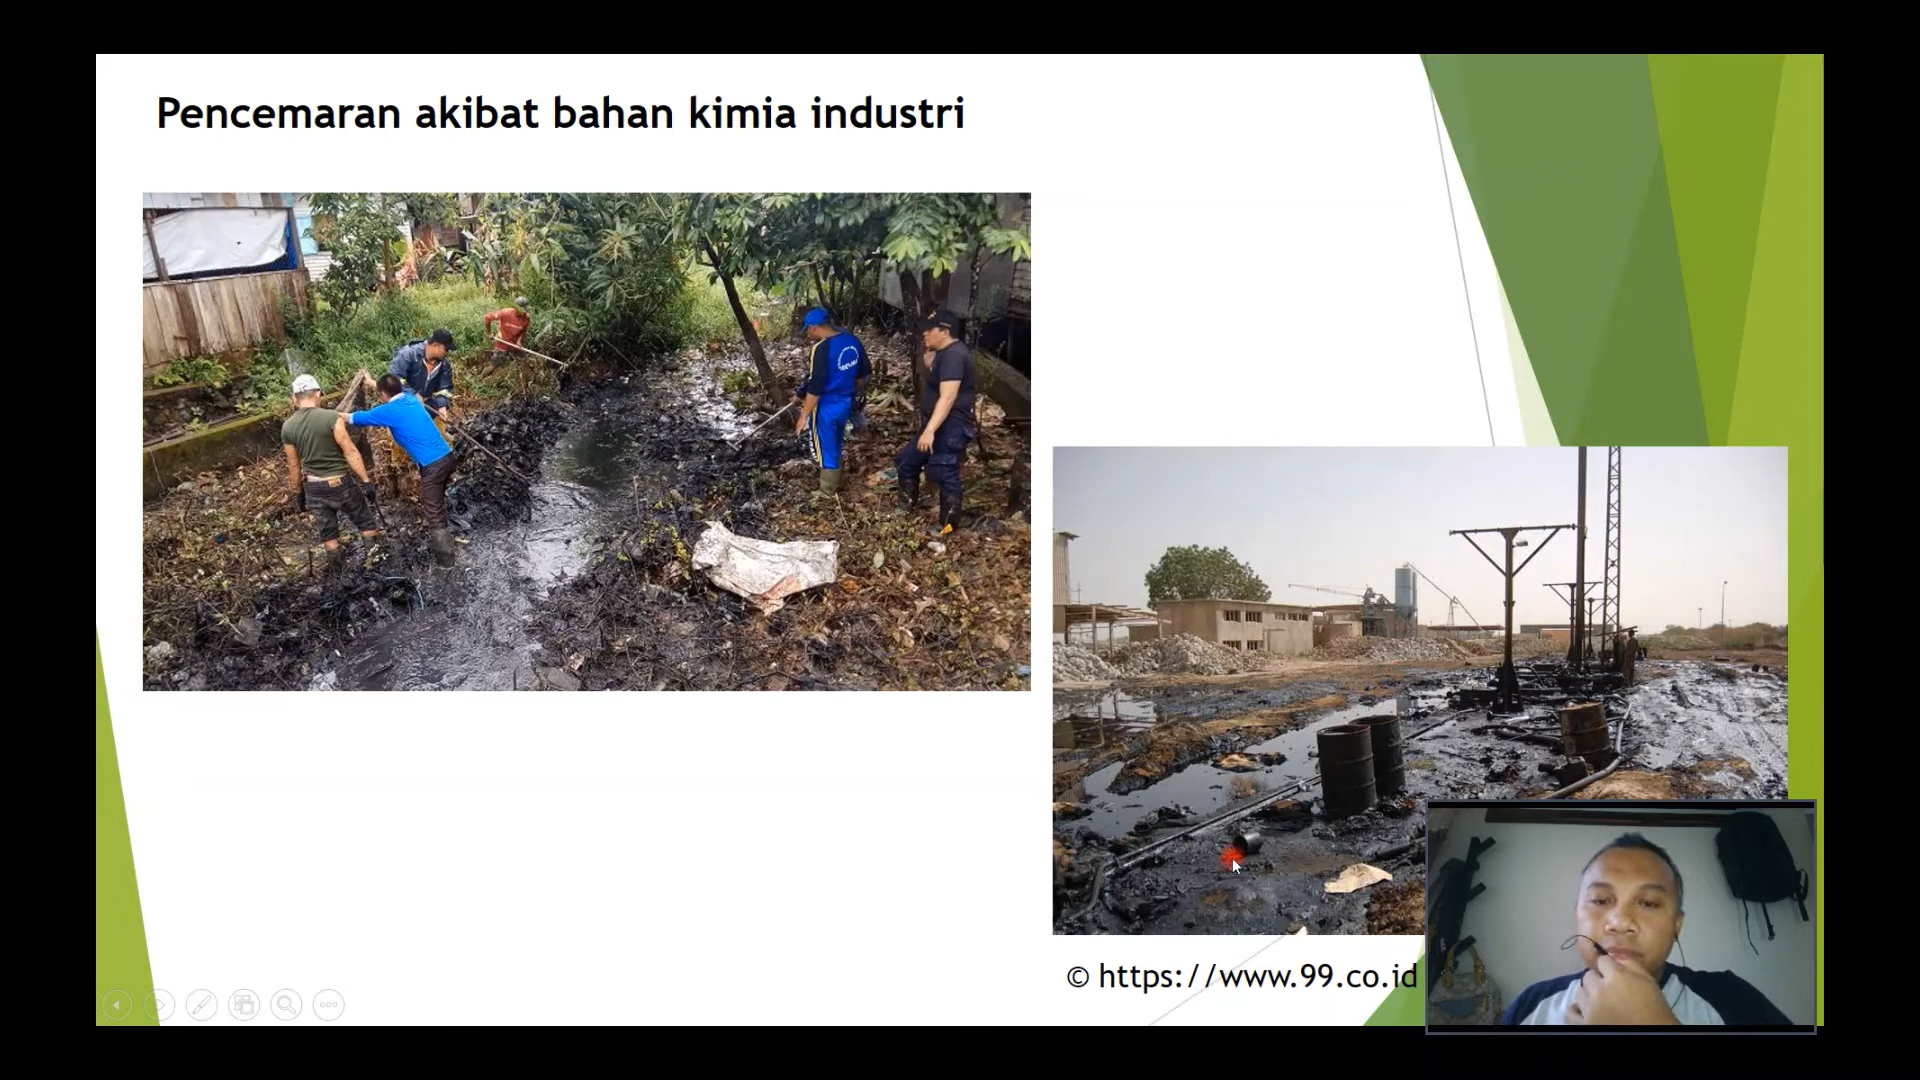 Pencemaran akibat bahan kimia industri
© https://www.99.co.id